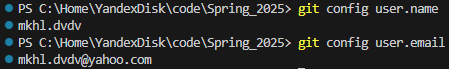 PS C:\Home\YandexDisk\code\Spring_2025> git config user.name
mkhl.dvdv
PS C:\Home\YandexDisk\code\Spring_2025> git config user.email
mkhl.dvdv@yahoo.com